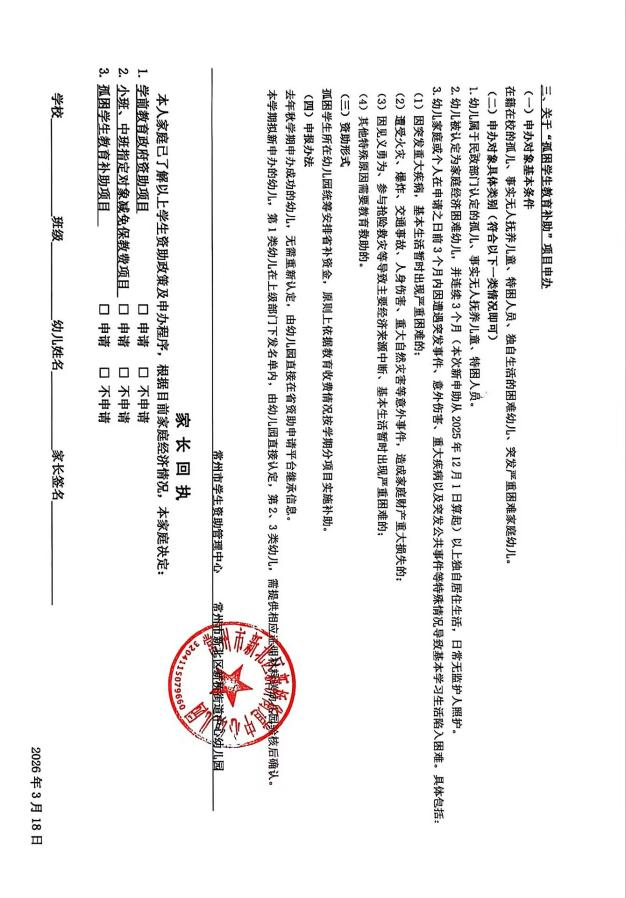 三、关于“孤困学生教育补助”项目申办
（一）申办对象基本条件
在籍在校的孤儿、事实无人抚养儿童、特困人员、独自生活的困难幼儿、突发严重困难家庭幼儿。
（二）申办对象具体类别（符合以下一类情况即可）
1. 幼儿属于民政部门认定的孤儿、事实无人抚养儿童、特困人员。
2. 幼儿被认定为家庭经济困难幼儿，并连续 3 个月（本次新申助从 2025 年 12 月 1 日算起）以上独自居住生活，日常无监护人照护。
3. 幼儿家庭或个人在申请之日前 3 个月内因遭遇突发事件、意外伤害、重大疾病以及突发公共事件等特殊情况导致基本学习生活陷入困难。具体包括：
（1）因突发重大疾病，基本生活暂时出现严重困难的；
（2）遭受火灾、爆炸、交通事故、人身伤害、重大自然灾害等意外事件，造成家庭财产重大损失的；
（3）因见义勇为、参与抢险救灾等导致主要经济来源中断、基本生活暂时出现严重困难的；
（4）其他特殊原因需要教育救助的。
（三）资助形式
孤困学生所在幼儿园统筹安排省补资金，原则上依据教育收费情况按学期分项目实施补助。
（四）申报办法
去年秋学期申办成功的幼儿，无需重新认定，由幼儿园直接在省资助申请平台继承信息。
本学期拟新申办的幼儿，第 1 类幼儿在上级部门下发名单内，由幼儿园直接认定，第 2、3 类幼儿，需提供相应证明材料，幼儿园审核后确认。
常州市学生资助管理中心 常州市新北区新桥街道中心幼儿园
3204115079660
家 长 回 执
本人家庭已了解以上学生资助政策及申办程序，根据目前家庭经济情况，本家庭决定：
1. 学前教育政府资助项目 □ 申请 □ 不申请
2. 小班、中班指定对象减免保教费项目 □ 申请 □ 不申请
3. 孤困学生教育补助项目 □ 申请 □ 不申请
学校 班级 幼儿姓名 家长签名
2026 年 3 月 18 日